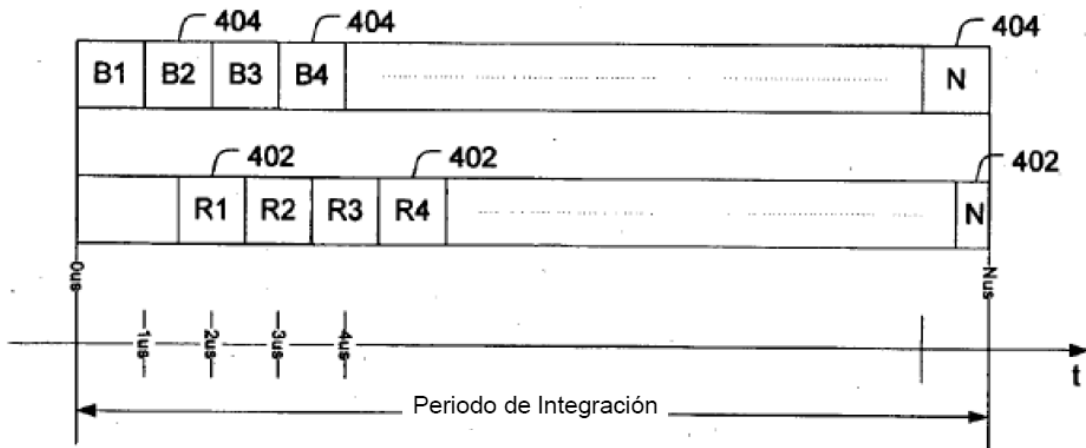 404 404 404
B1 B2 B3 B4 N
402 402 402
R1 R2 R3 R4 N
0us 1us 2us 3us 4us Nus
t
Periodo de Integración